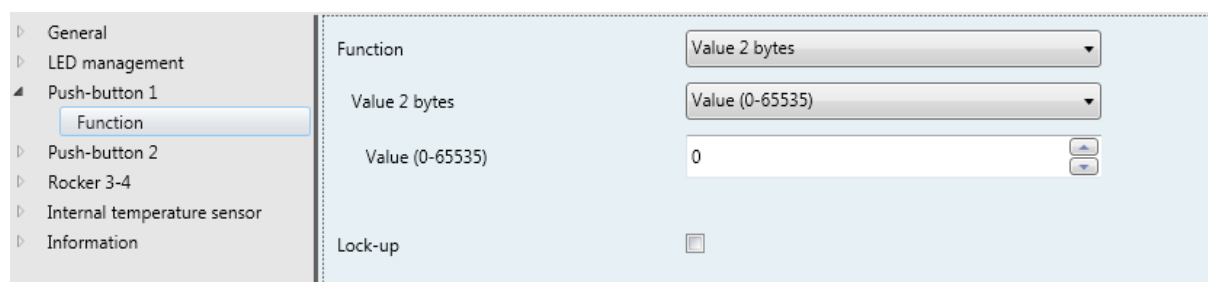 General
LED management
Push-button 1
Function
Push-button 2
Rocker 3-4
Internal temperature sensor
Information
Function
Value 2 bytes
Value 2 bytes
Value (0-65535)
Value (0-65535)
0
Lock-up